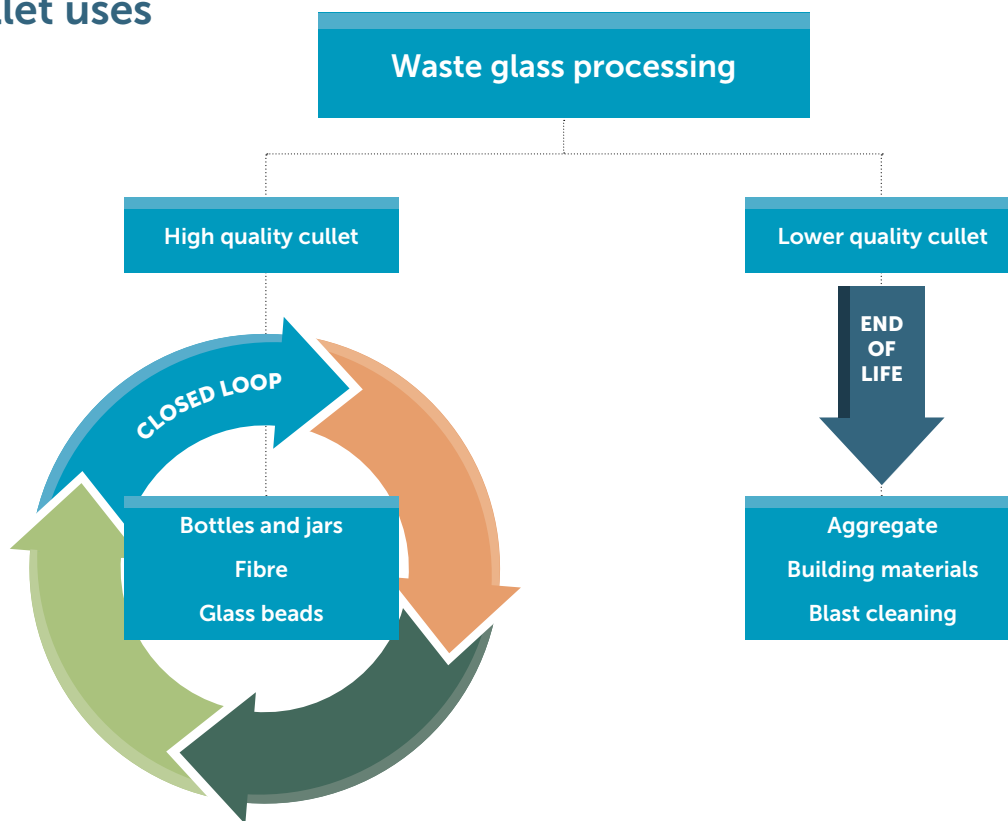 uses
Waste glass processing
High quality cullet
Lower quality cullet
END
OF
LIFE
CLOSED LOOP
Bottles and jars
Fibre
Glass beads
Aggregate
Building materials
Blast cleaning